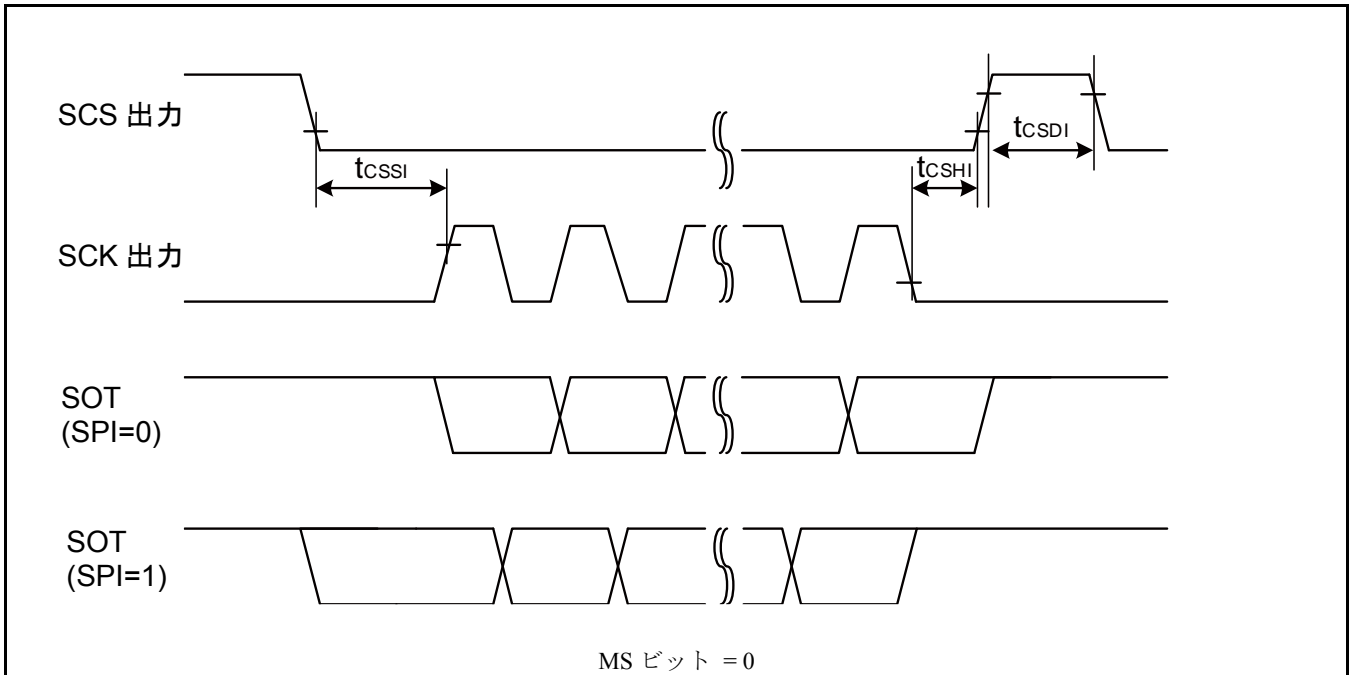 SCS 出力
tCSSI
tCSHI
tCSDI
SCK 出力
SOT
(SPI=0)
SOT
(SPI=1)
MS ビット = 0